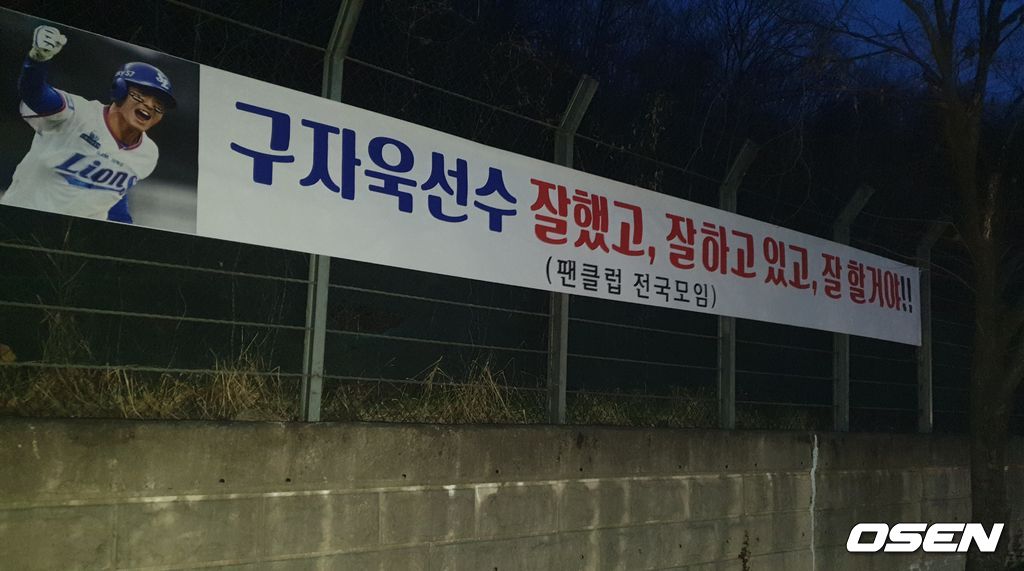 구자욱선수 잘했고, 잘하고 있고, 잘 할거야!!
(팬클럽 전국모임)
Lions
OSEN